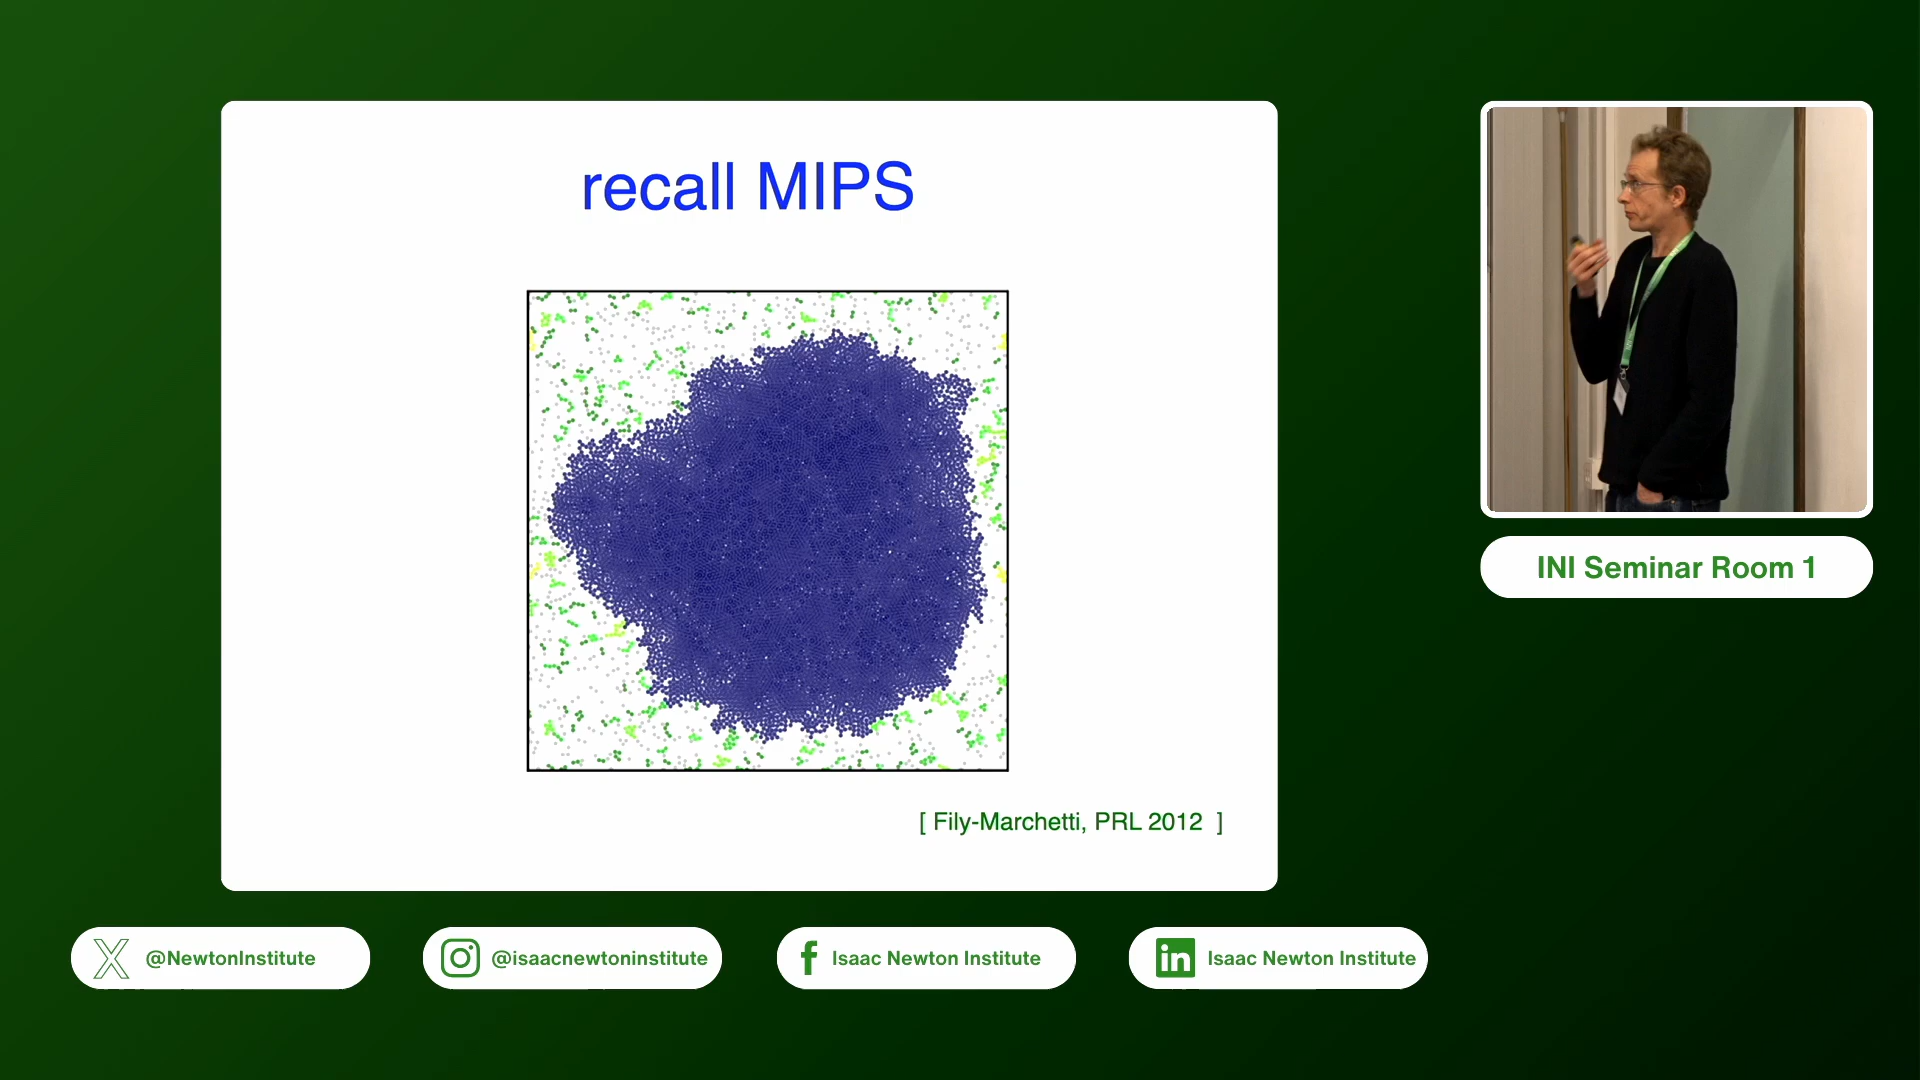 recall MIPS
[ Fily-Marchetti, PRL 2012 ]
INI Seminar Room 1
@NewtonInstitute
@isaacnewtoninstitute
Isaac Newton Institute
Isaac Newton Institute